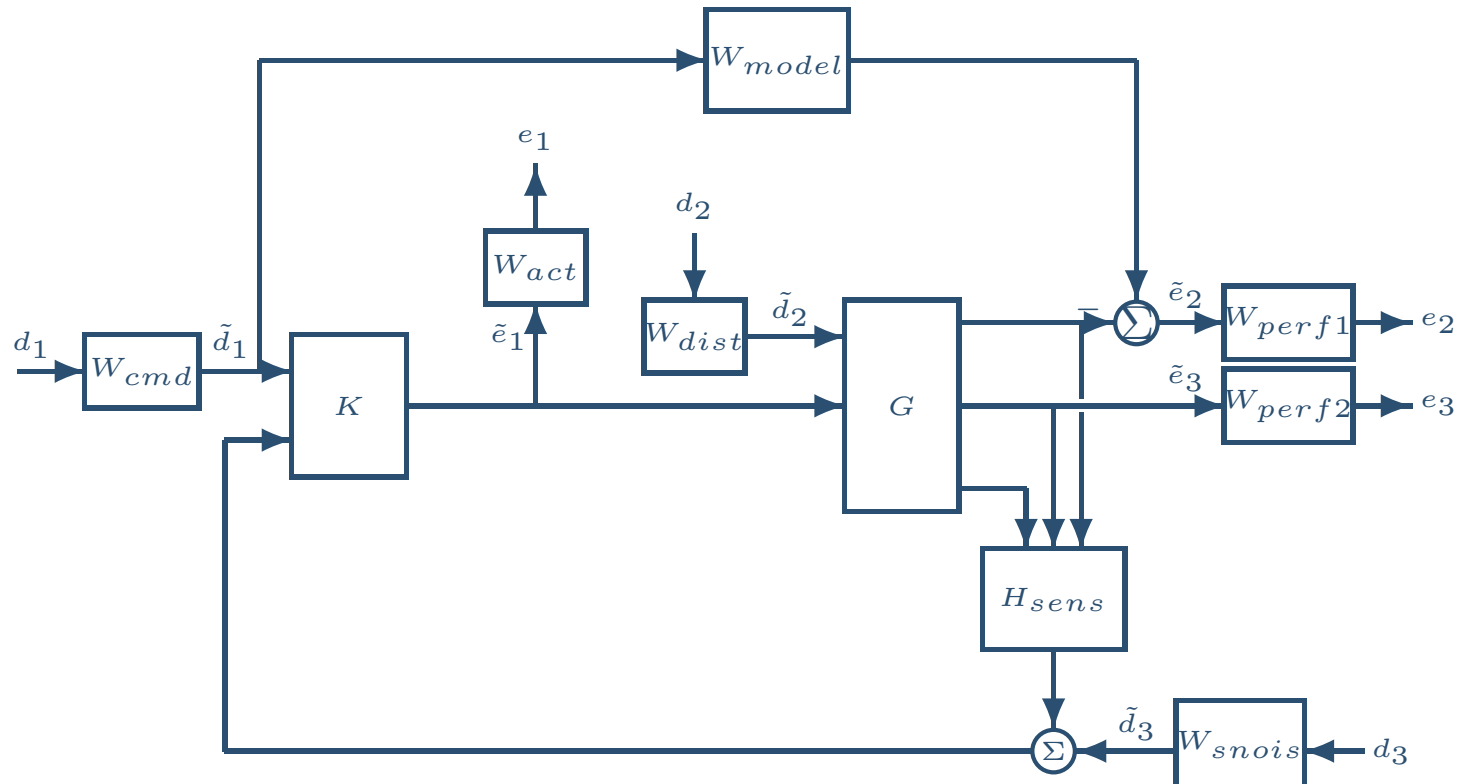 W_model
e_1
d_2
W_act
d̃_2
ẽ_2
d_1
d̃_1
ẽ_1
W_dist
−
Σ
W_perf1
e_2
W_cmd
ẽ_3
K
G
W_perf2
e_3
H_sens
d̃_3
Σ
W_snois
d_3